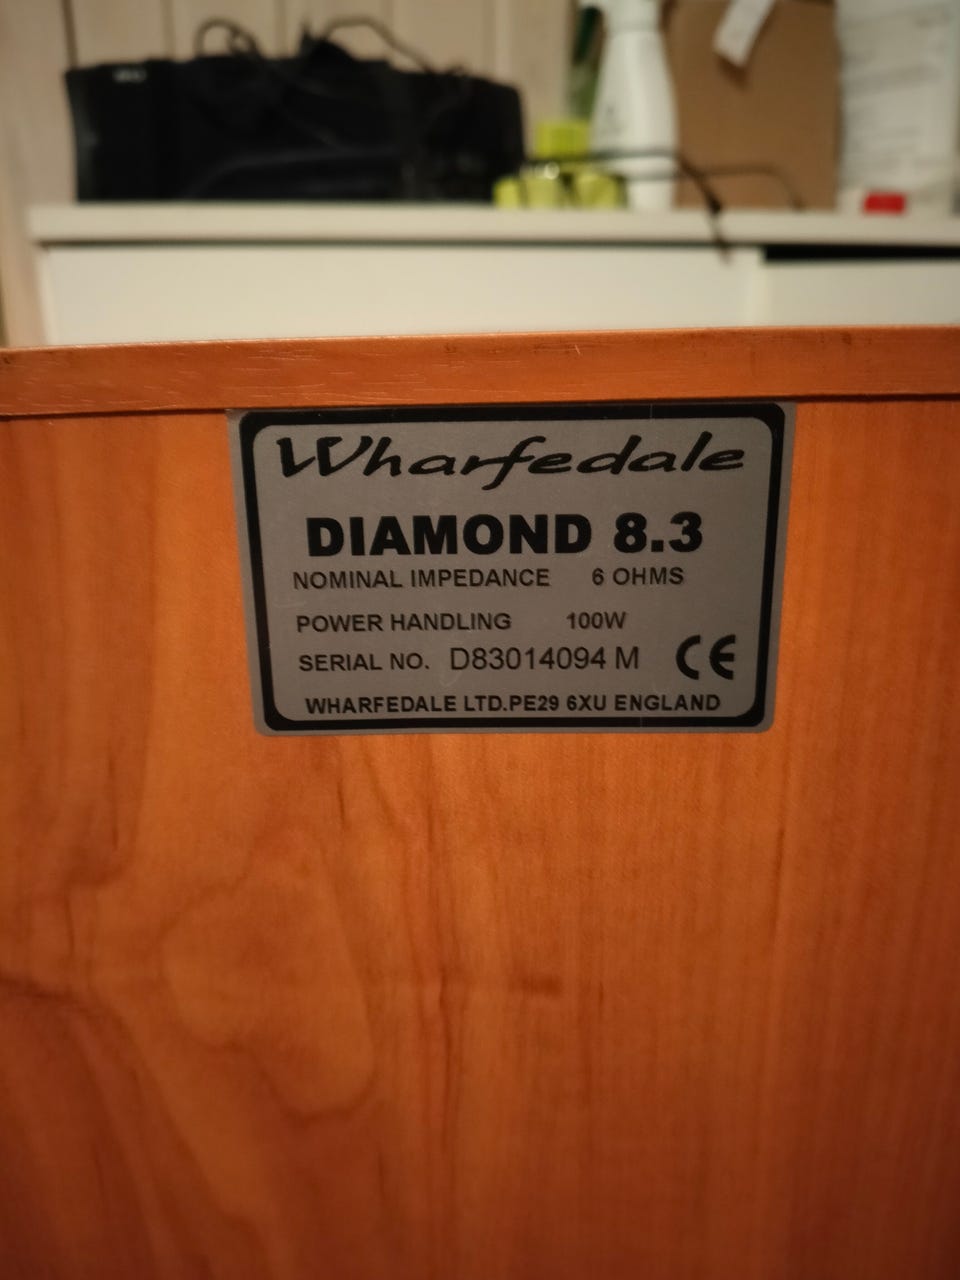 Wharfedale
DIAMOND 8.3
NOMINAL IMPEDANCE 6 OHMS
POWER HANDLING 100W
SERIAL NO. D83014094 M CE
WHARFEDALE LTD.PE29 6XU ENGLAND